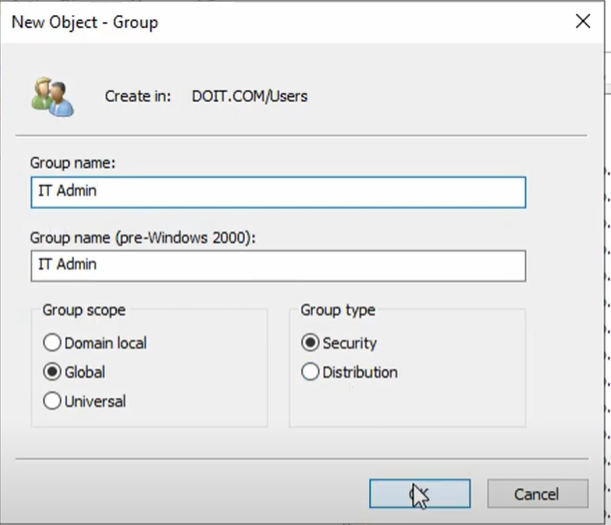 New Object - Group
Create in: DOIT.COM/Users
Group name:
IT Admin
Group name (pre-Windows 2000):
IT Admin
Group scope
Domain local
Global
Universal
Group type
Security
Distribution
Cancel